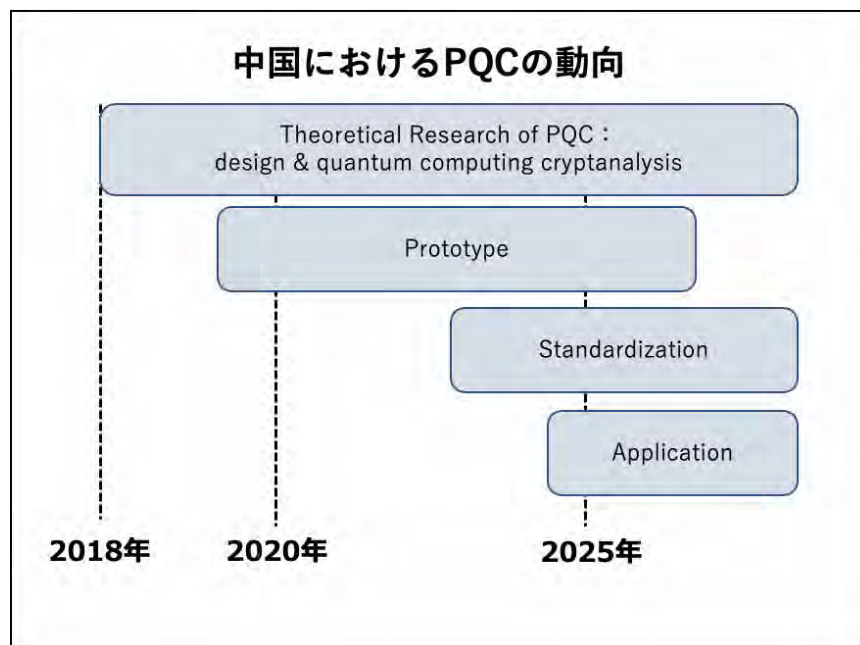 中国におけるPQCの動向
Theoretical Research of PQC：
design & quantum computing cryptanalysis
Prototype
Standardization
Application
2018年
2020年
2025年